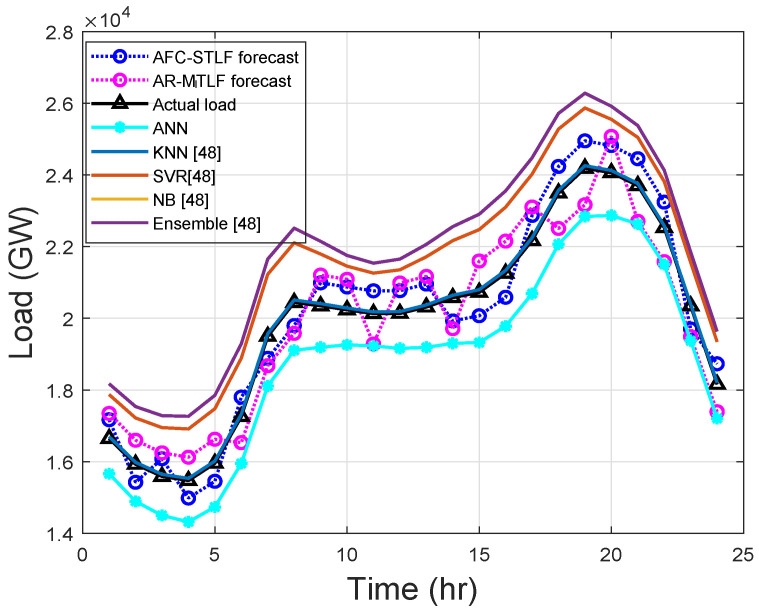 ×10⁴
2.8
2.6
2.4
2.2
2
1.8
1.6
1.4
Load (GW)
AFC-STLF forecast
AR-MTLF forecast
Actual load
ANN
KNN [48]
SVR[48]
NB [48]
Ensemble [48]
0 5 10 15 20 25
Time (hr)